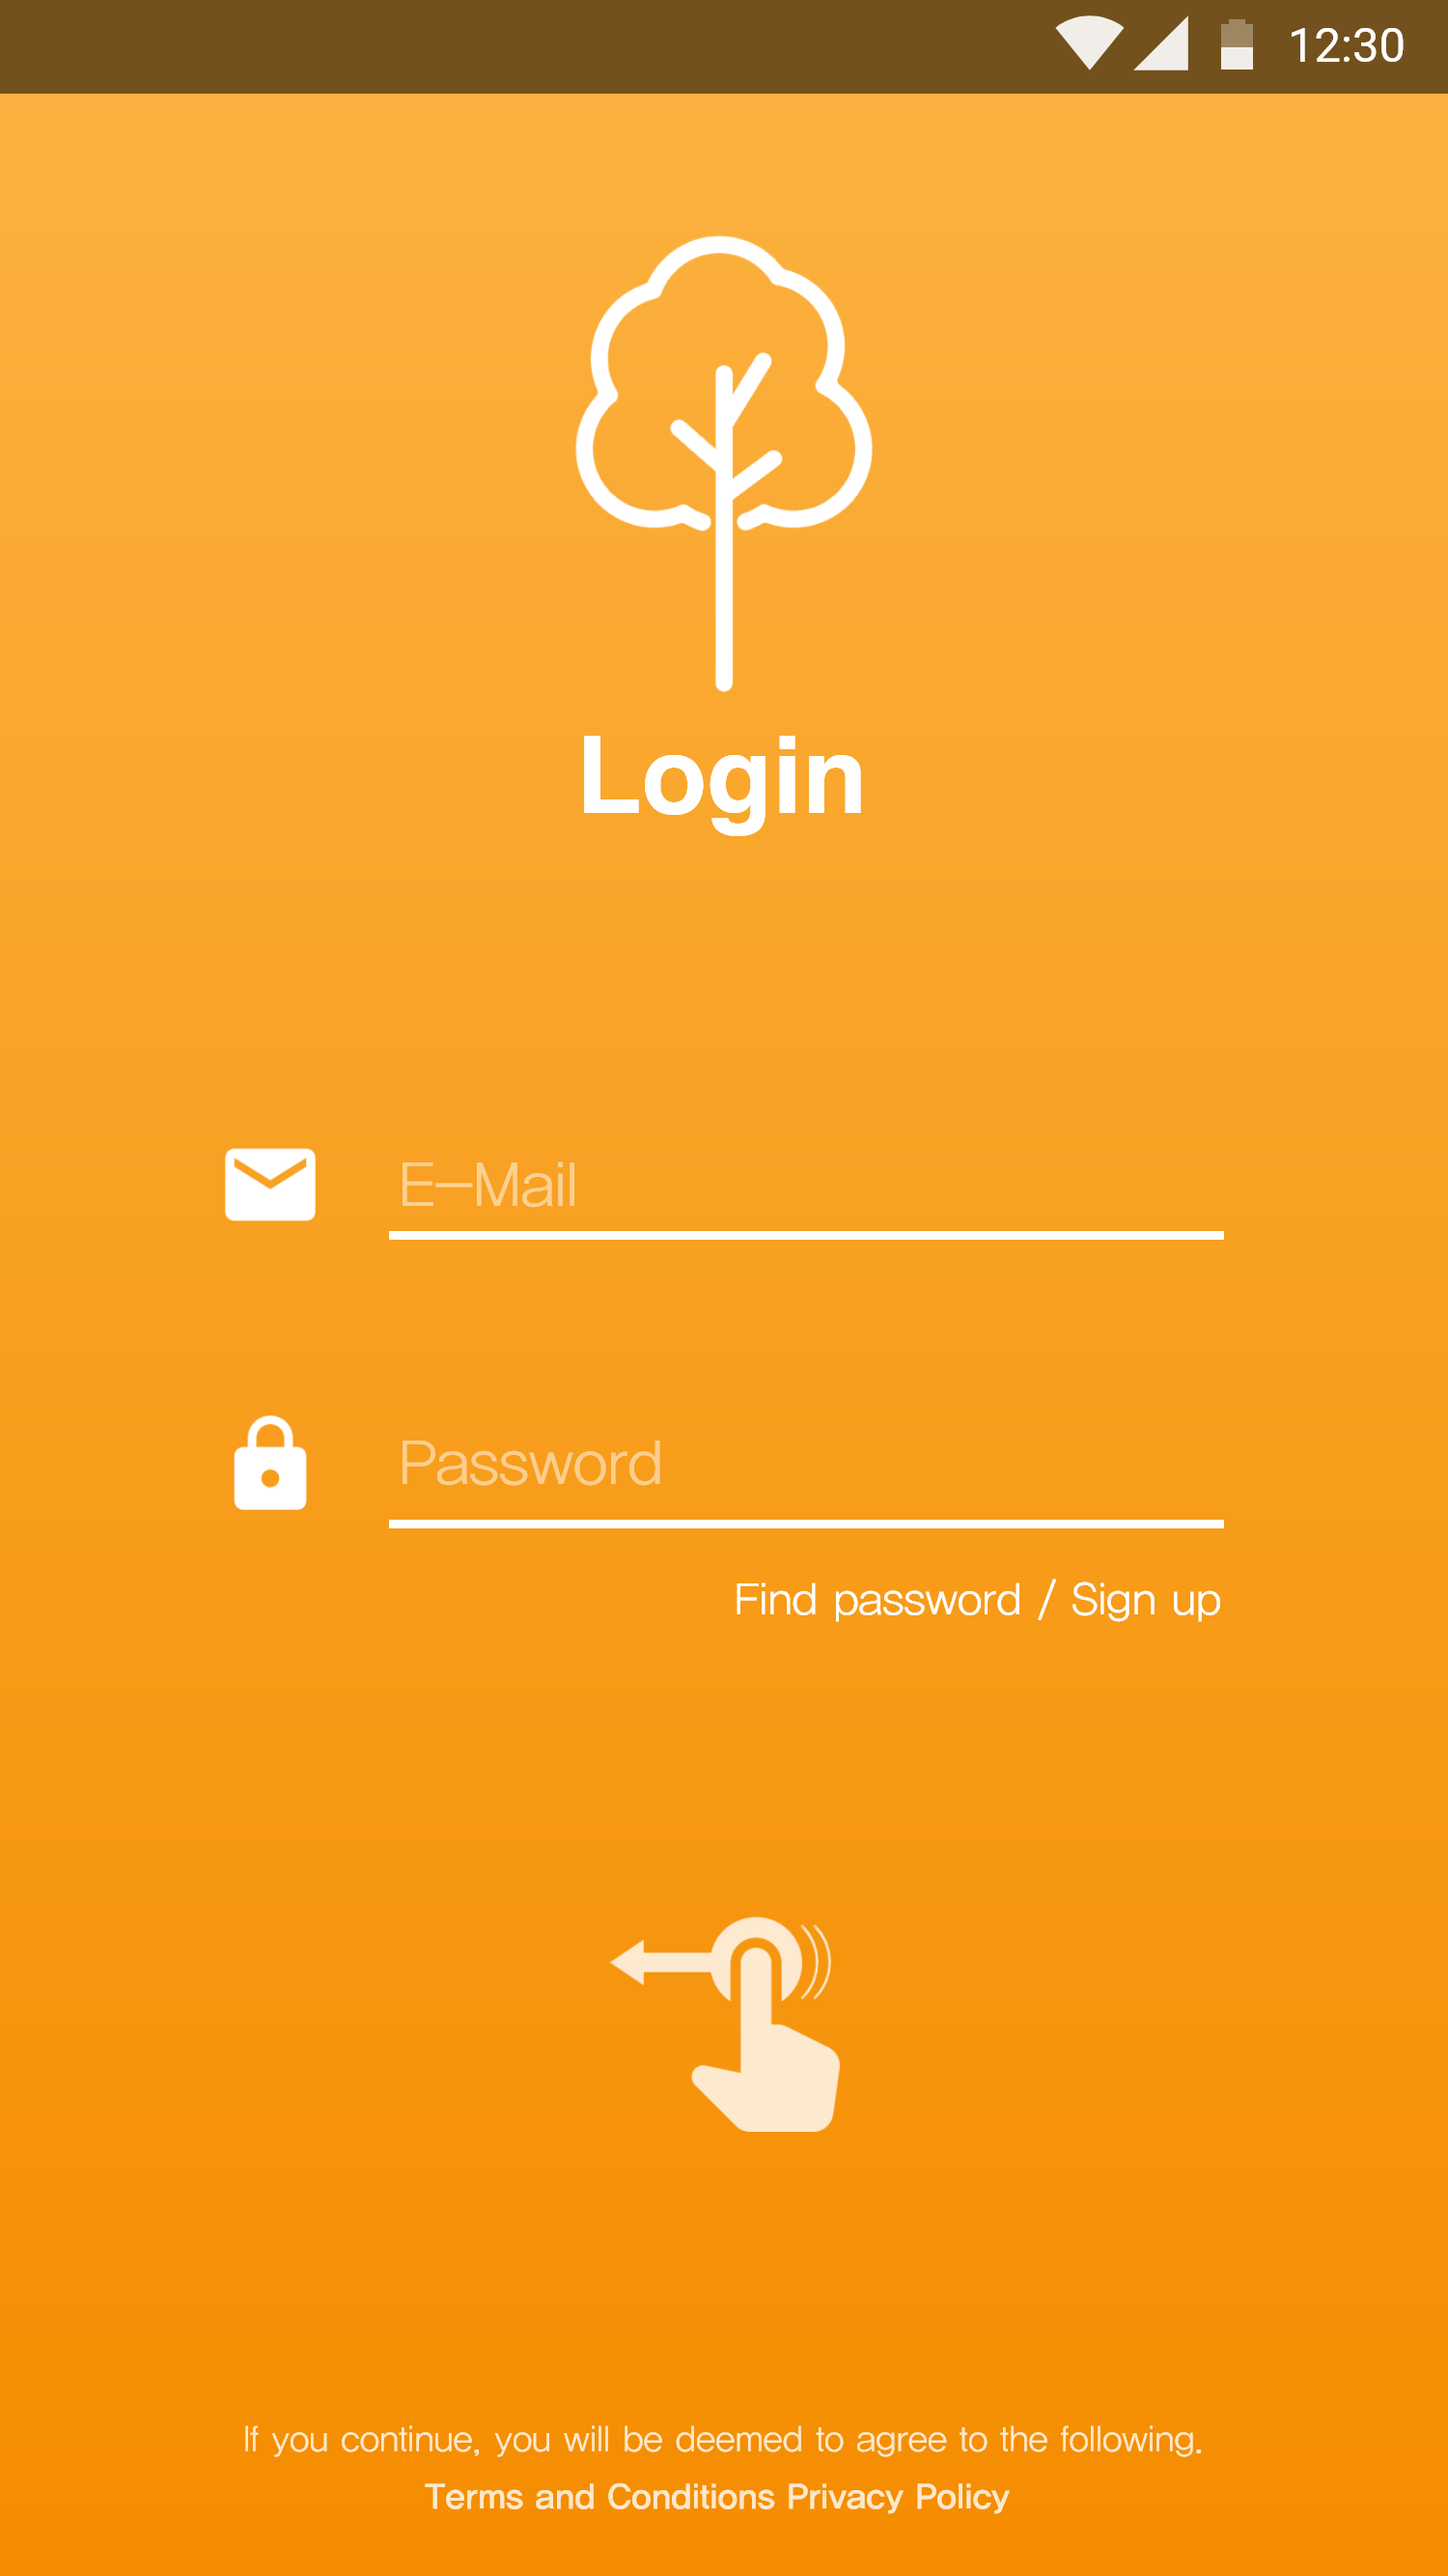 12:30
Login
E-Mail
Password
Find password / Sign up
If you continue, you will be deemed to agree to the following.
Terms and Conditions Privacy Policy